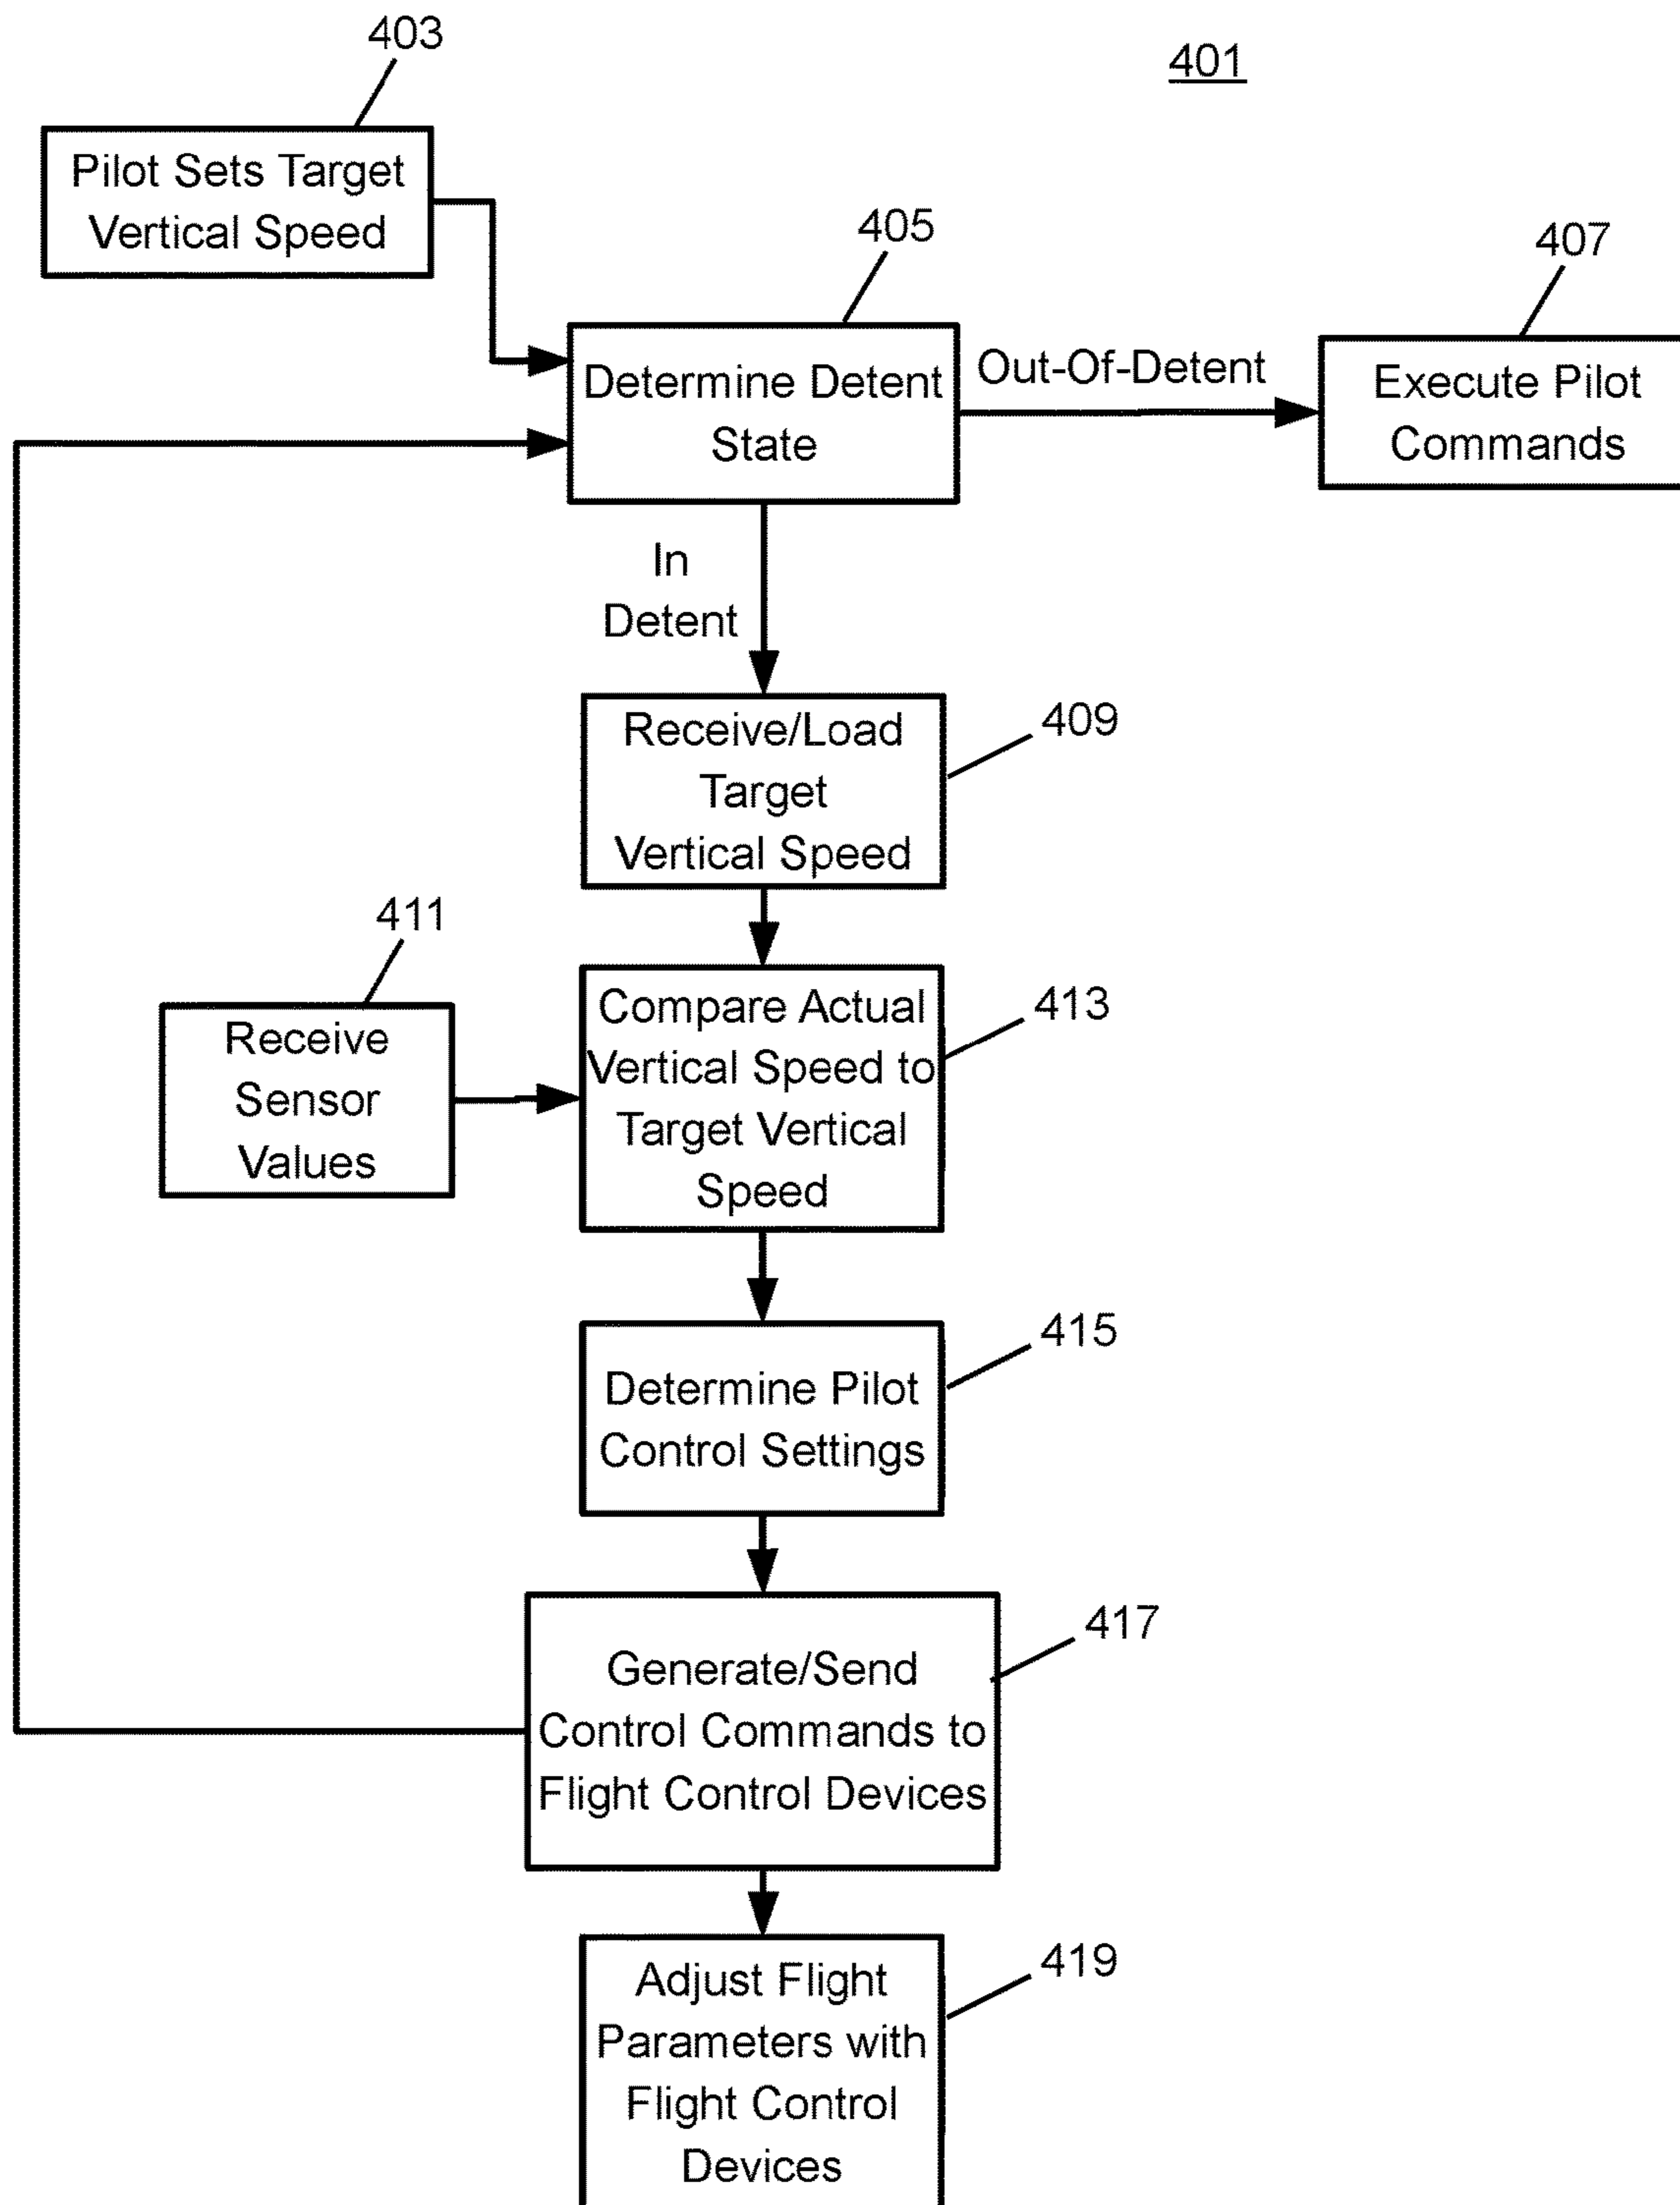 403
401
Pilot Sets Target
Vertical Speed
405
407
Determine Detent
State
Out-Of-Detent
Execute Pilot
Commands
In
Detent
Receive/Load
Target
Vertical Speed
409
411
Receive
Sensor
Values
Compare Actual
Vertical Speed to
Target Vertical
Speed
413
Determine Pilot
Control Settings
415
Generate/Send
Control Commands to
Flight Control Devices
417
Adjust Flight
Parameters with
Flight Control
Devices
419